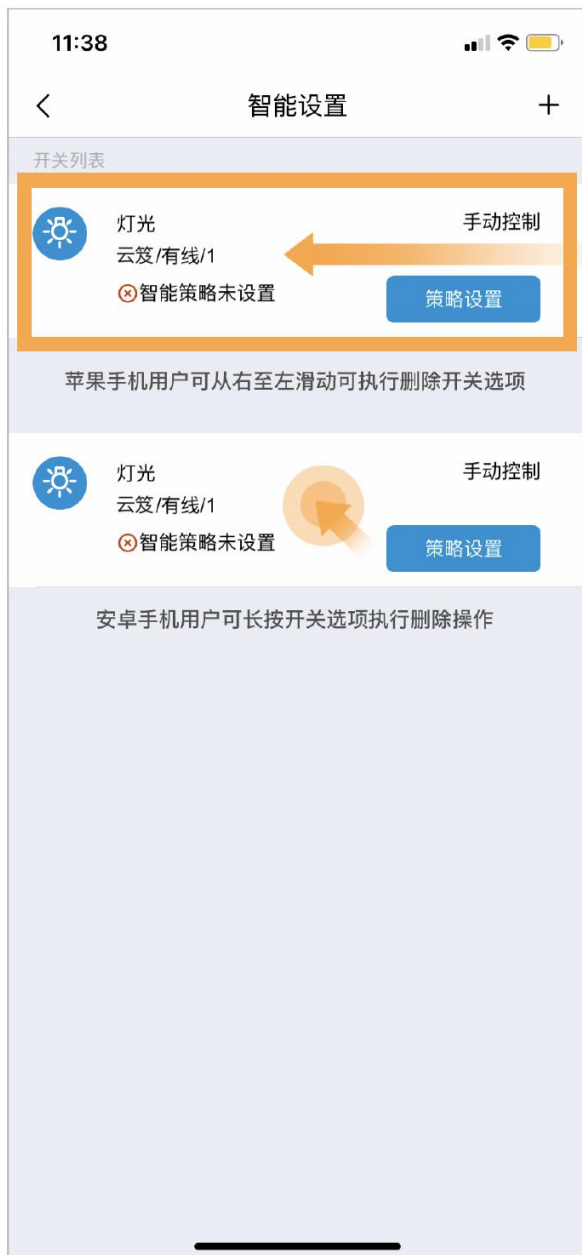 11:38
智能设置
开关列表
灯光
手动控制
云笈/有线/1
智能策略未设置
策略设置
苹果手机用户可从右至左滑动可执行删除开关选项
灯光
手动控制
云笈/有线/1
智能策略未设置
策略设置
安卓手机用户可长按开关选项执行删除操作